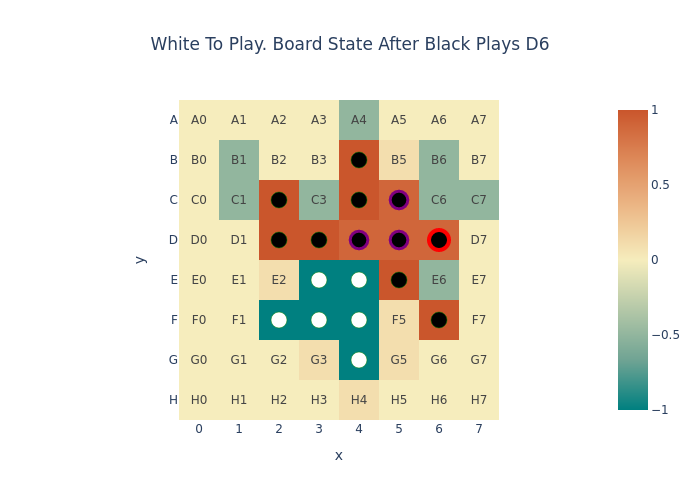 White To Play. Board State After Black Plays D6
A A0 A1 A2 A3 A4 A5 A6 A7 1
B B0 B1 B2 B3 B5 B6 B7
C C0 C1 C3 C6 C7 0.5
D D0 D1 D7
y 0
E E0 E1 E2 E6 E7
F F0 F1 F5 F7 −0.5
G G0 G1 G2 G3 G5 G6 G7
H H0 H1 H2 H3 H4 H5 H6 H7 −1
0 1 2 3 4 5 6 7
x